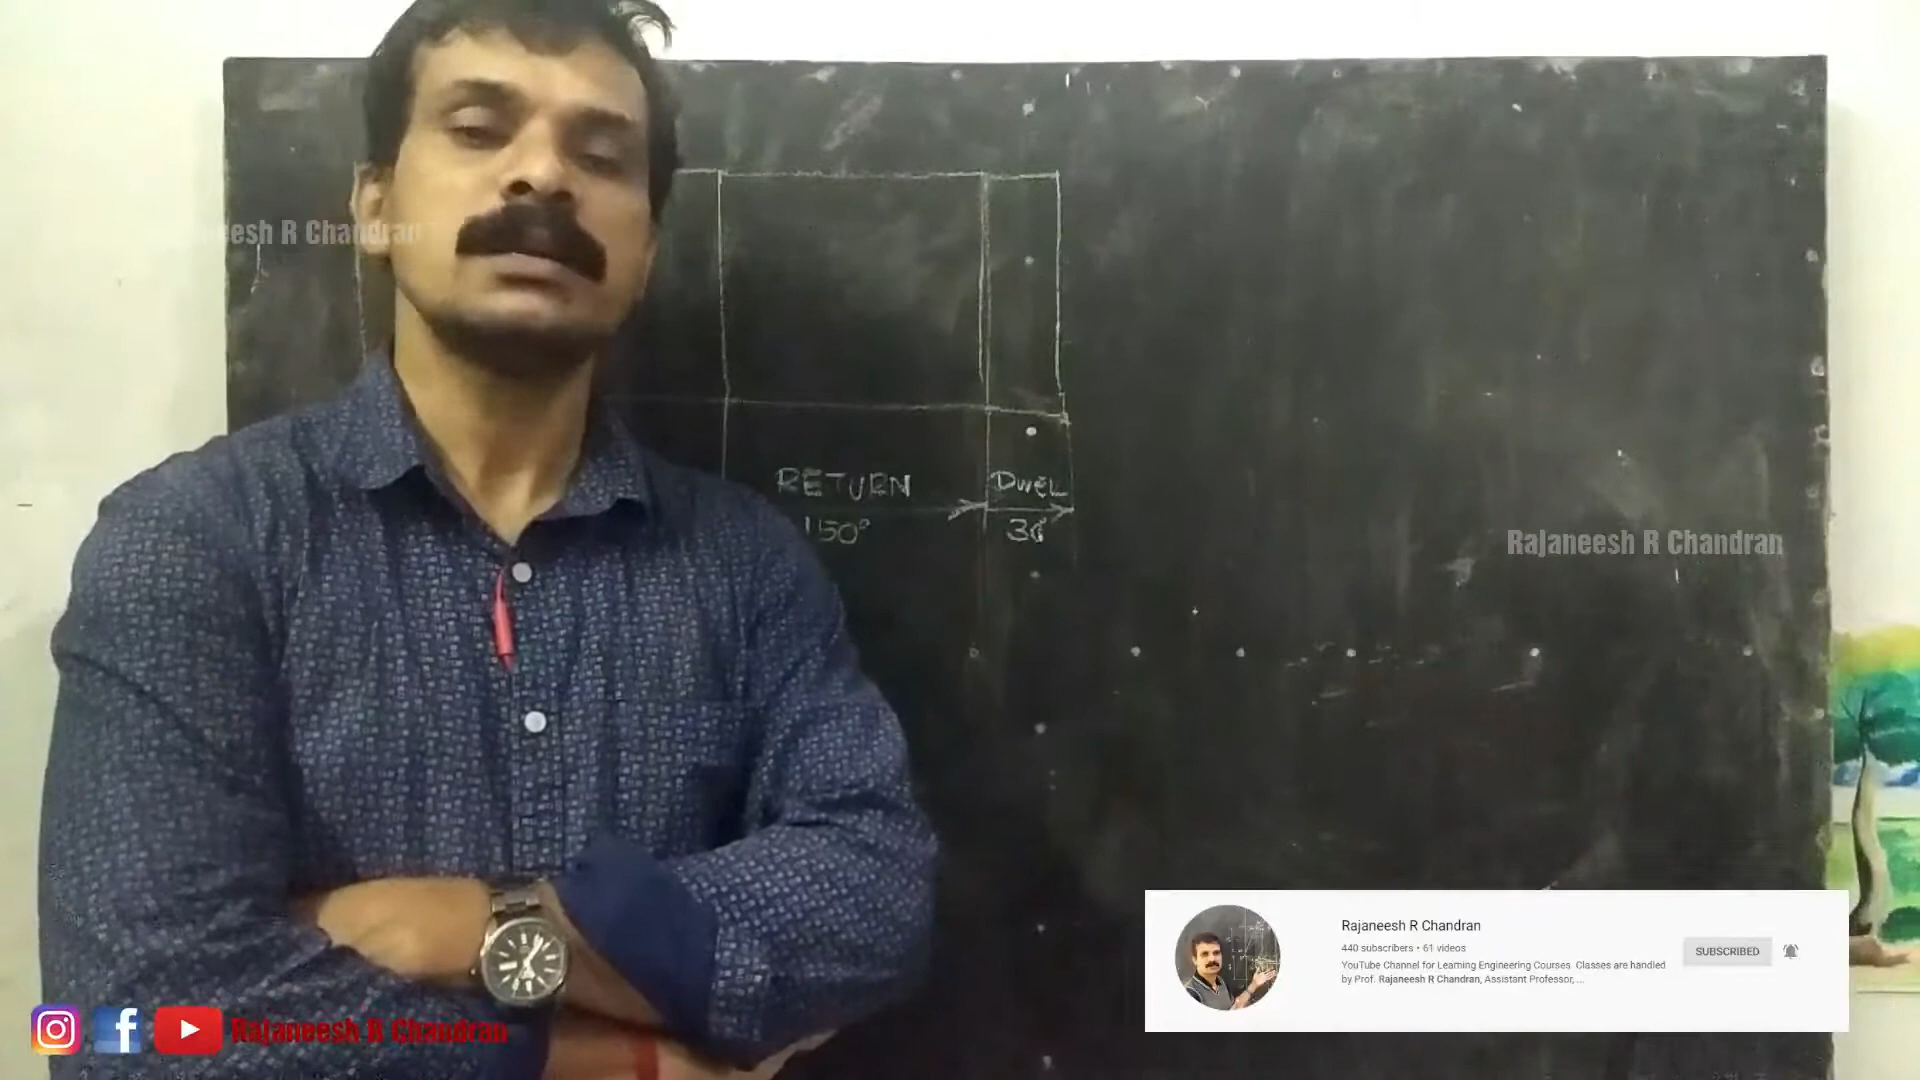 esh R Chandran
RETURN
Dwel
150°
30°
Rajaneesh R Chandran
Rajaneesh R Chandran
440 subscribers • 61 videos
YouTube Channel for Learning Engineering Courses. Classes are handled
by Prof. Rajaneesh R Chandran, Assistant Professor, ...
SUBSCRIBED
Rajaneesh R Chandran